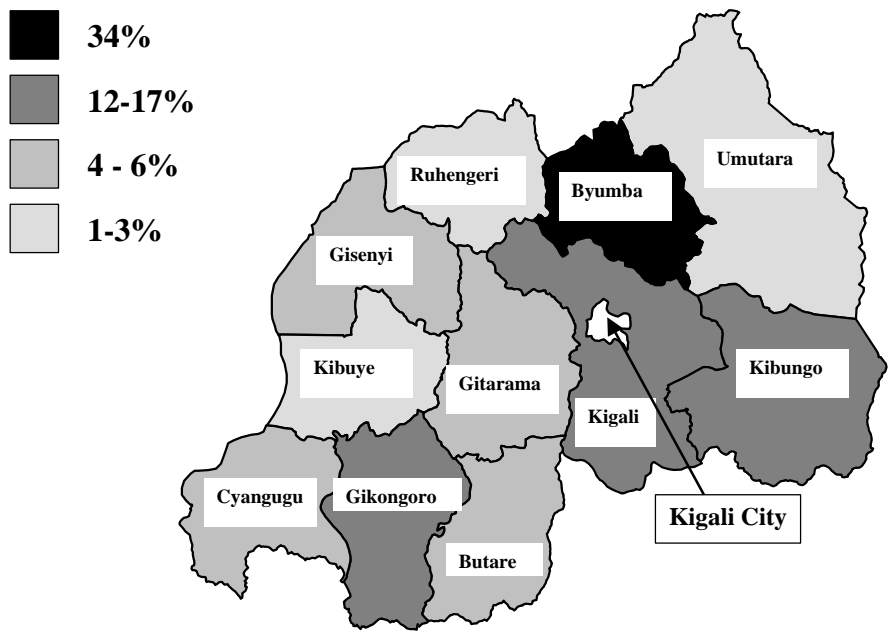 34%
12-17%
4 - 6%
1-3%
Umutara
Ruhengeri
Byumba
Gisenyi
Kibuye
Gitarama
Kibungo
Kigali
Cyangugu
Gikongoro
Kigali City
Butare